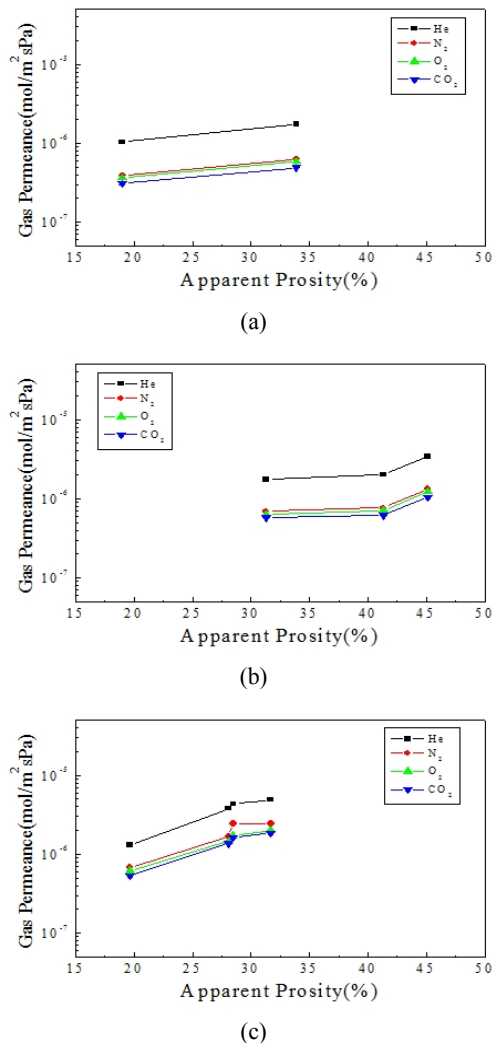 He
N₂
O₂
CO₂
Gas Permeance(mol/m²sPa)
10⁻⁵
10⁻⁶
10⁻⁷
15 20 25 30 35 40 45 50
Apparent Prosity(%)
(a)
He
N₂
O₂
CO₂
Gas Permeance(mol/m²sPa)
10⁻⁵
10⁻⁶
10⁻⁷
15 20 25 30 35 40 45 50
Apparent Prosity(%)
(b)
He
N₂
O₂
CO₂
Gas Permeance(mol/m²sPa)
10⁻⁵
10⁻⁶
10⁻⁷
15 20 25 30 35 40 45 50
Apparent Prosity(%)
(c)